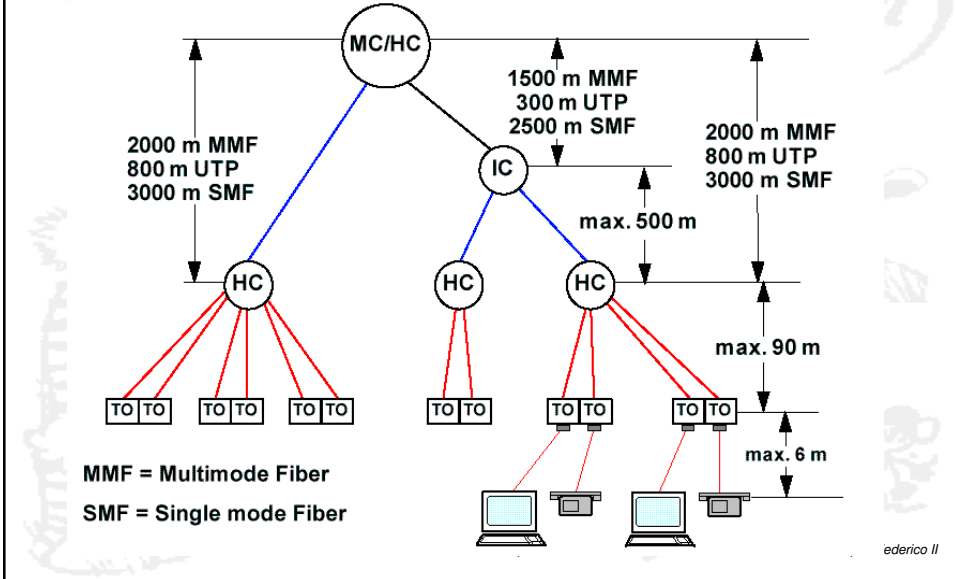 MC/HC
1500 m MMF
300 m UTP
2500 m SMF
2000 m MMF
800 m UTP
3000 m SMF
2000 m MMF
800 m UTP
3000 m SMF
IC
max. 500 m
HC
HC
HC
max. 90 m
TO TO
TO TO
TO TO
TO TO
TO TO
TO TO
max. 6 m
MMF = Multimode Fiber
SMF = Single mode Fiber
ederico II